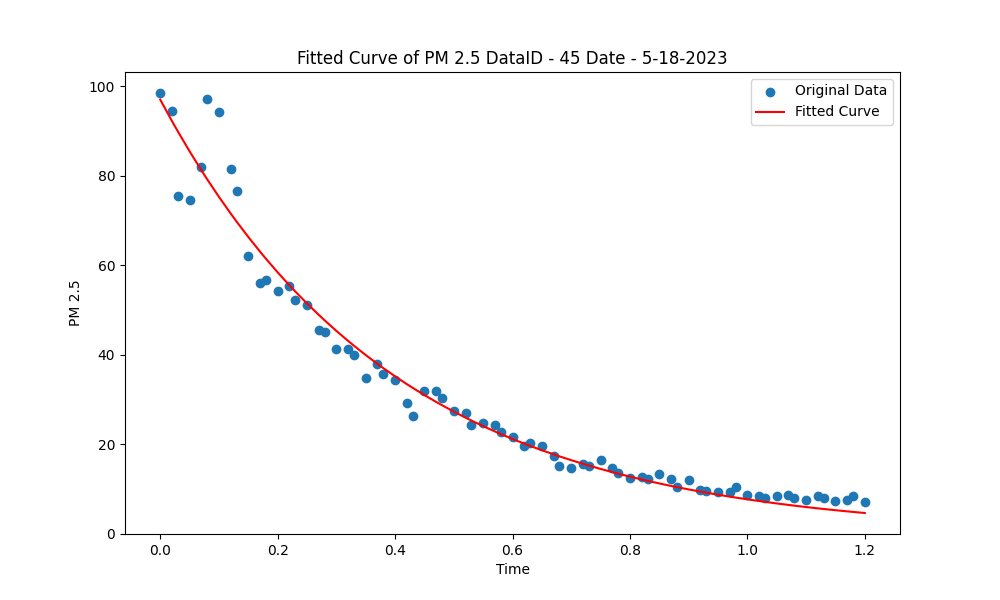 Fitted Curve of PM 2.5 DataID - 45 Date - 5-18-2023
Original Data
Fitted Curve
100
80
60
40
20
0
PM 2.5
0.0 0.2 0.4 0.6 0.8 1.0 1.2
Time